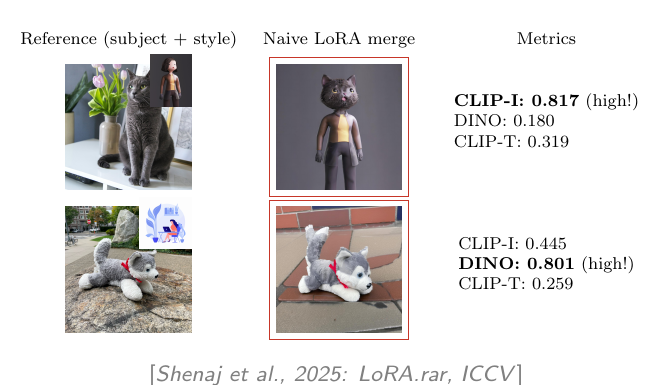 Reference (subject + style) Naive LoRA merge Metrics
CLIP-I: 0.817 (high!)
DINO: 0.180
CLIP-T: 0.319
CLIP-I: 0.445
DINO: 0.801 (high!)
CLIP-T: 0.259
[Shenaj et al., 2025: LoRA.rar, ICCV]